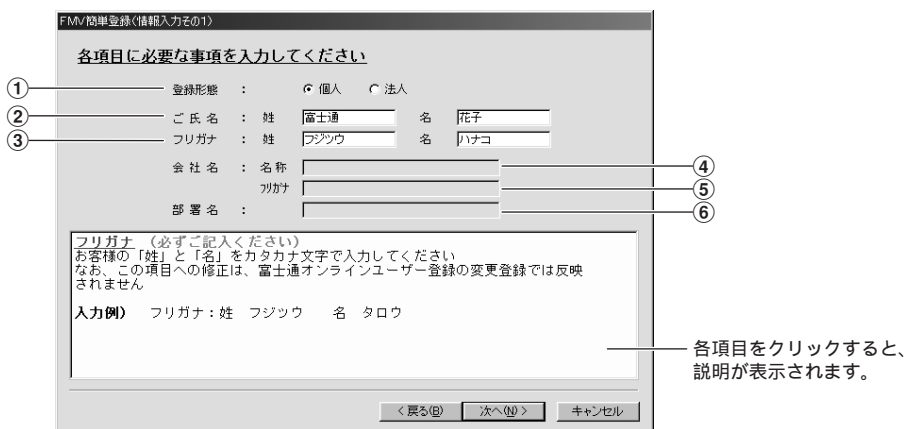 FMV簡単登録(情報入力その1)
各項目に必要な事項を入力してください
① 登録形態 : 個人 法人
② ご氏名 : 姓 富士通 名 花子
③ フリガナ : 姓 フジツウ 名 ハナコ
会社名 : 名称 ④
フリガナ ⑤
部署名 : ⑥
フリガナ (必ずご記入ください)
お客様の「姓」と「名」をカタカナ文字で入力してください
なお、この項目への修正は、富士通オンラインユーザー登録の変更登録では反映
されません
入力例) フリガナ:姓 フジツウ 名 タロウ
各項目をクリックすると、
説明が表示されます。
<戻る(B) 次へ(N)> キャンセル